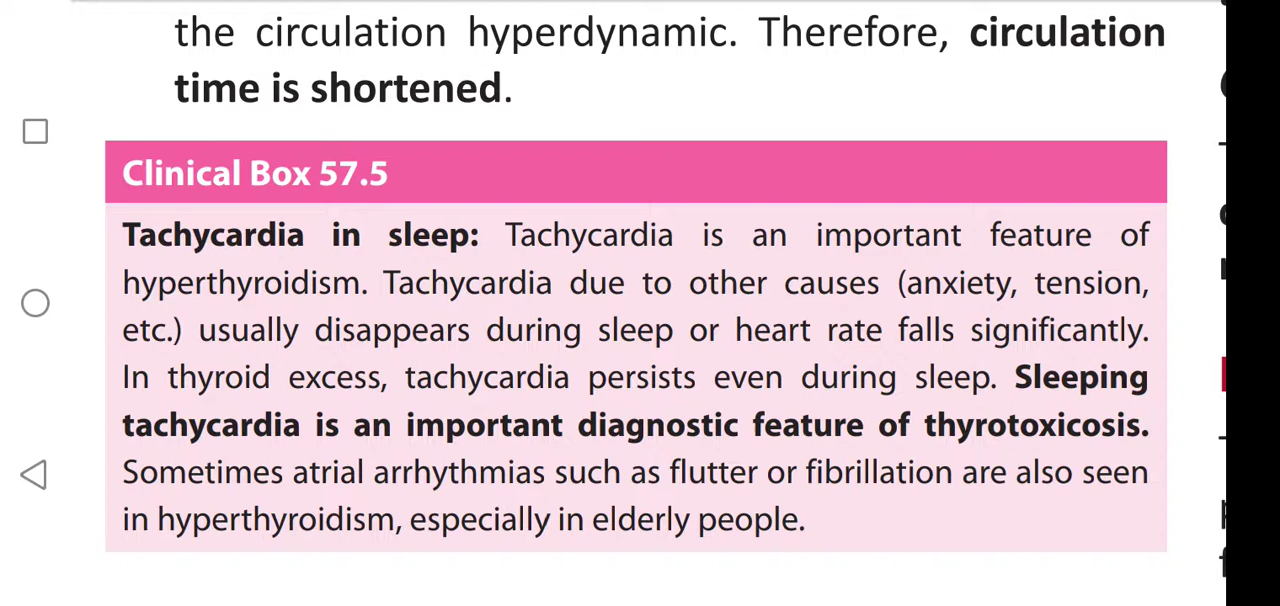 the circulation hyperdynamic. Therefore, circulation
time is shortened.
Clinical Box 57.5
Tachycardia in sleep: Tachycardia is an important feature of
hyperthyroidism. Tachycardia due to other causes (anxiety, tension,
etc.) usually disappears during sleep or heart rate falls significantly.
In thyroid excess, tachycardia persists even during sleep. Sleeping
tachycardia is an important diagnostic feature of thyrotoxicosis.
Sometimes atrial arrhythmias such as flutter or fibrillation are also seen
in hyperthyroidism, especially in elderly people.